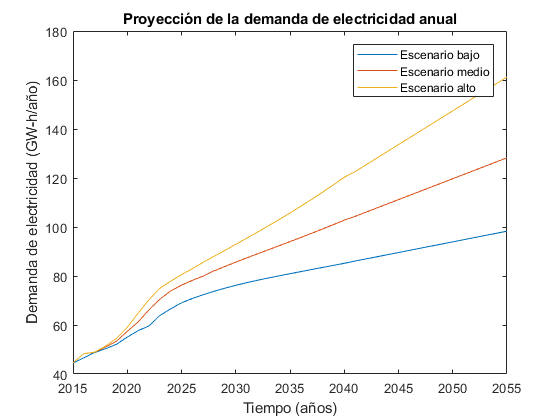 Proyección de la demanda de electricidad anual
180
160
140
120
100
80
60
40
Demanda de electricidad (GW-h/año)
Escenario bajo
Escenario medio
Escenario alto
2015 2020 2025 2030 2035 2040 2045 2050 2055
Tiempo (años)